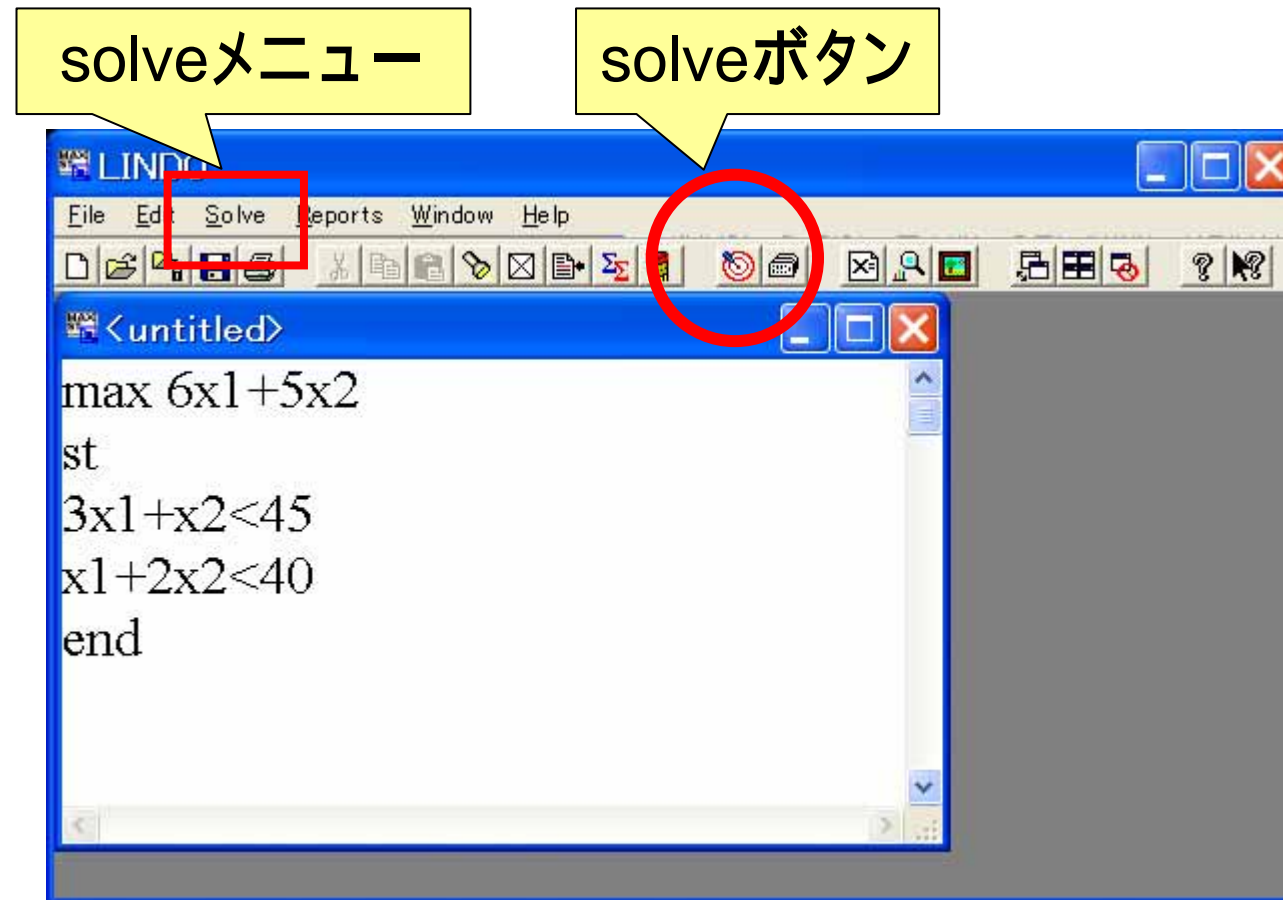 solveメニュー
solveボタン
LINDO
File Edit Solve Reports Window Help
<untitled>
max 6x1+5x2
st
3x1+x2<45
x1+2x2<40
end